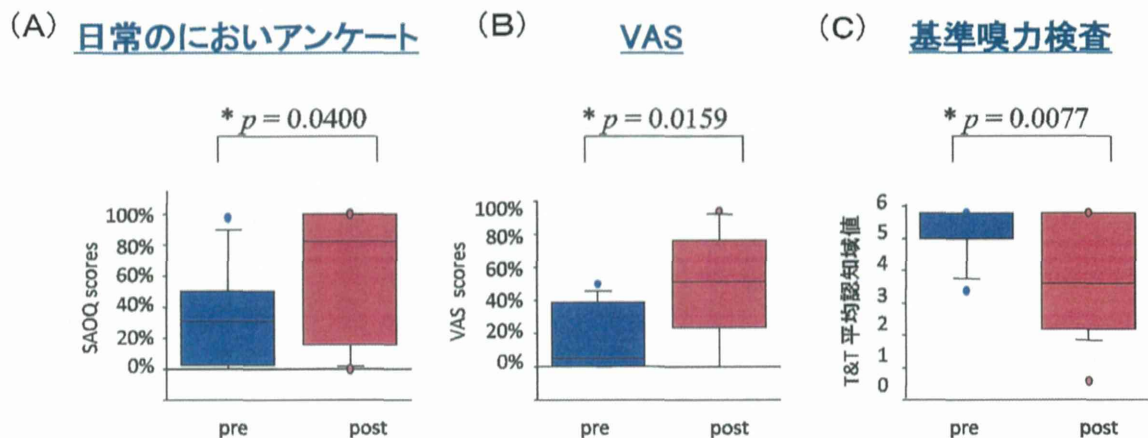 (A) 日常のにおいアンケート
* p = 0.0400
SAOQ scores
100%
80%
60%
40%
20%
0%
pre post
(B) VAS
* p = 0.0159
VAS scores
100%
80%
60%
40%
20%
0%
pre post
(C) 基準嗅力検査
* p = 0.0077
T&T 平均認知域値
6
5
4
3
2
1
0
pre post